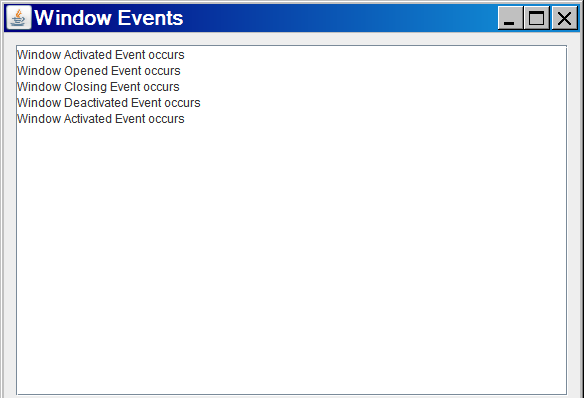 Window Events
Window Activated Event occurs
Window Opened Event occurs
Window Closing Event occurs
Window Deactivated Event occurs
Window Activated Event occurs